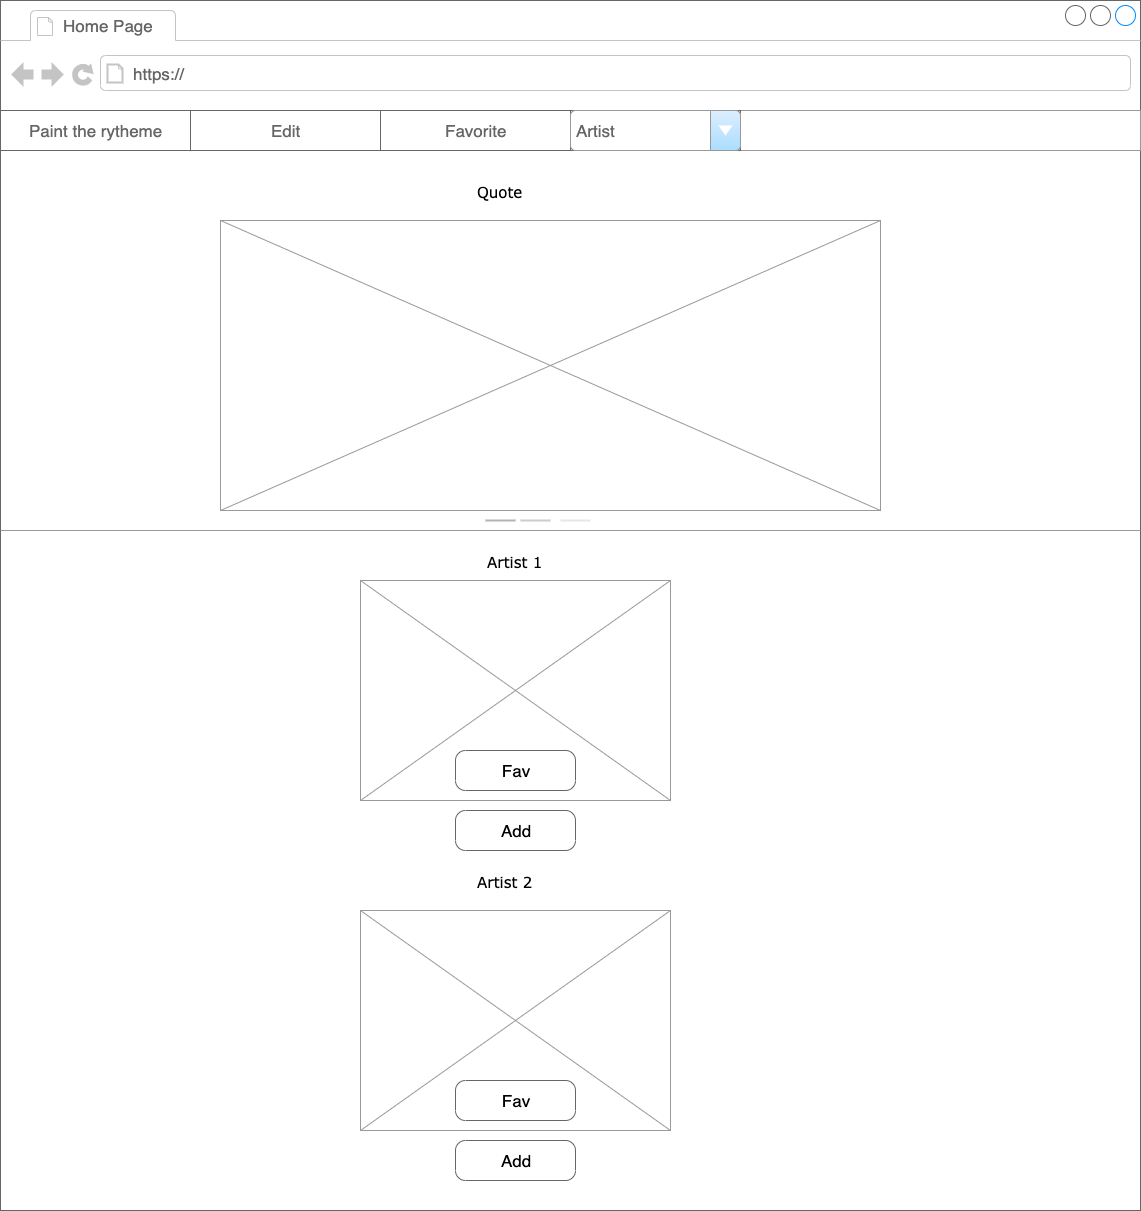 Home Page
https://
Paint the rytheme Edit Favorite Artist
Quote
Artist 1
Fav
Add
Artist 2
Fav
Add